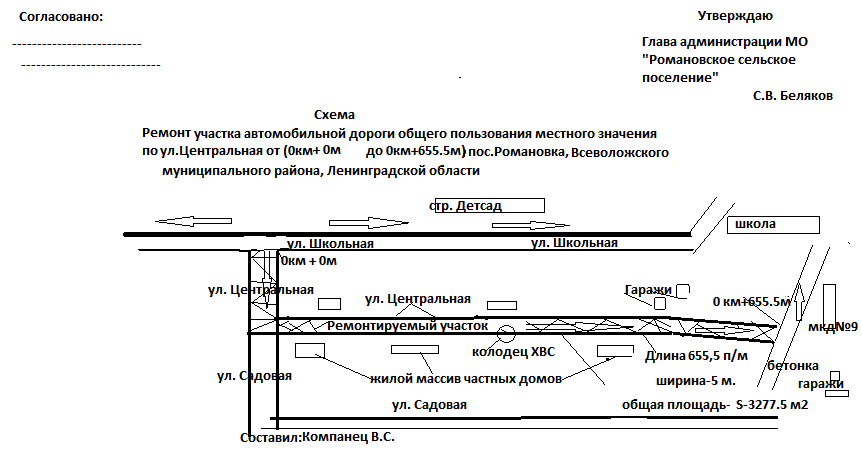 Согласовано:
Утверждаю
--------------------------
----------------------------
Глава администрации МО
"Романовское сельское
поселение"
С.В. Беляков
Схема
Ремонт участка автомобильной дороги общего пользования местного значения
по ул.Центральная от (0км+ 0м до 0км+655.5м) пос.Романовка, Всеволожского
муниципального района, Ленинградской области
стр. Детсад
школа
ул. Школьная
ул. Школьная
0км + 0м
ул. Центральная
ул. Центральная
Гаражи
0 км+655.5м
Ремонтируемый участок
мкд№9
колодец ХВС
Длина 655,5 п/м
бетонка
ул. Садовая
жилой массив частных домов
ширина-5 м.
гаражи
ул. Садовая
общая площадь- S-3277.5 м2
Составил:Компанец В.С.